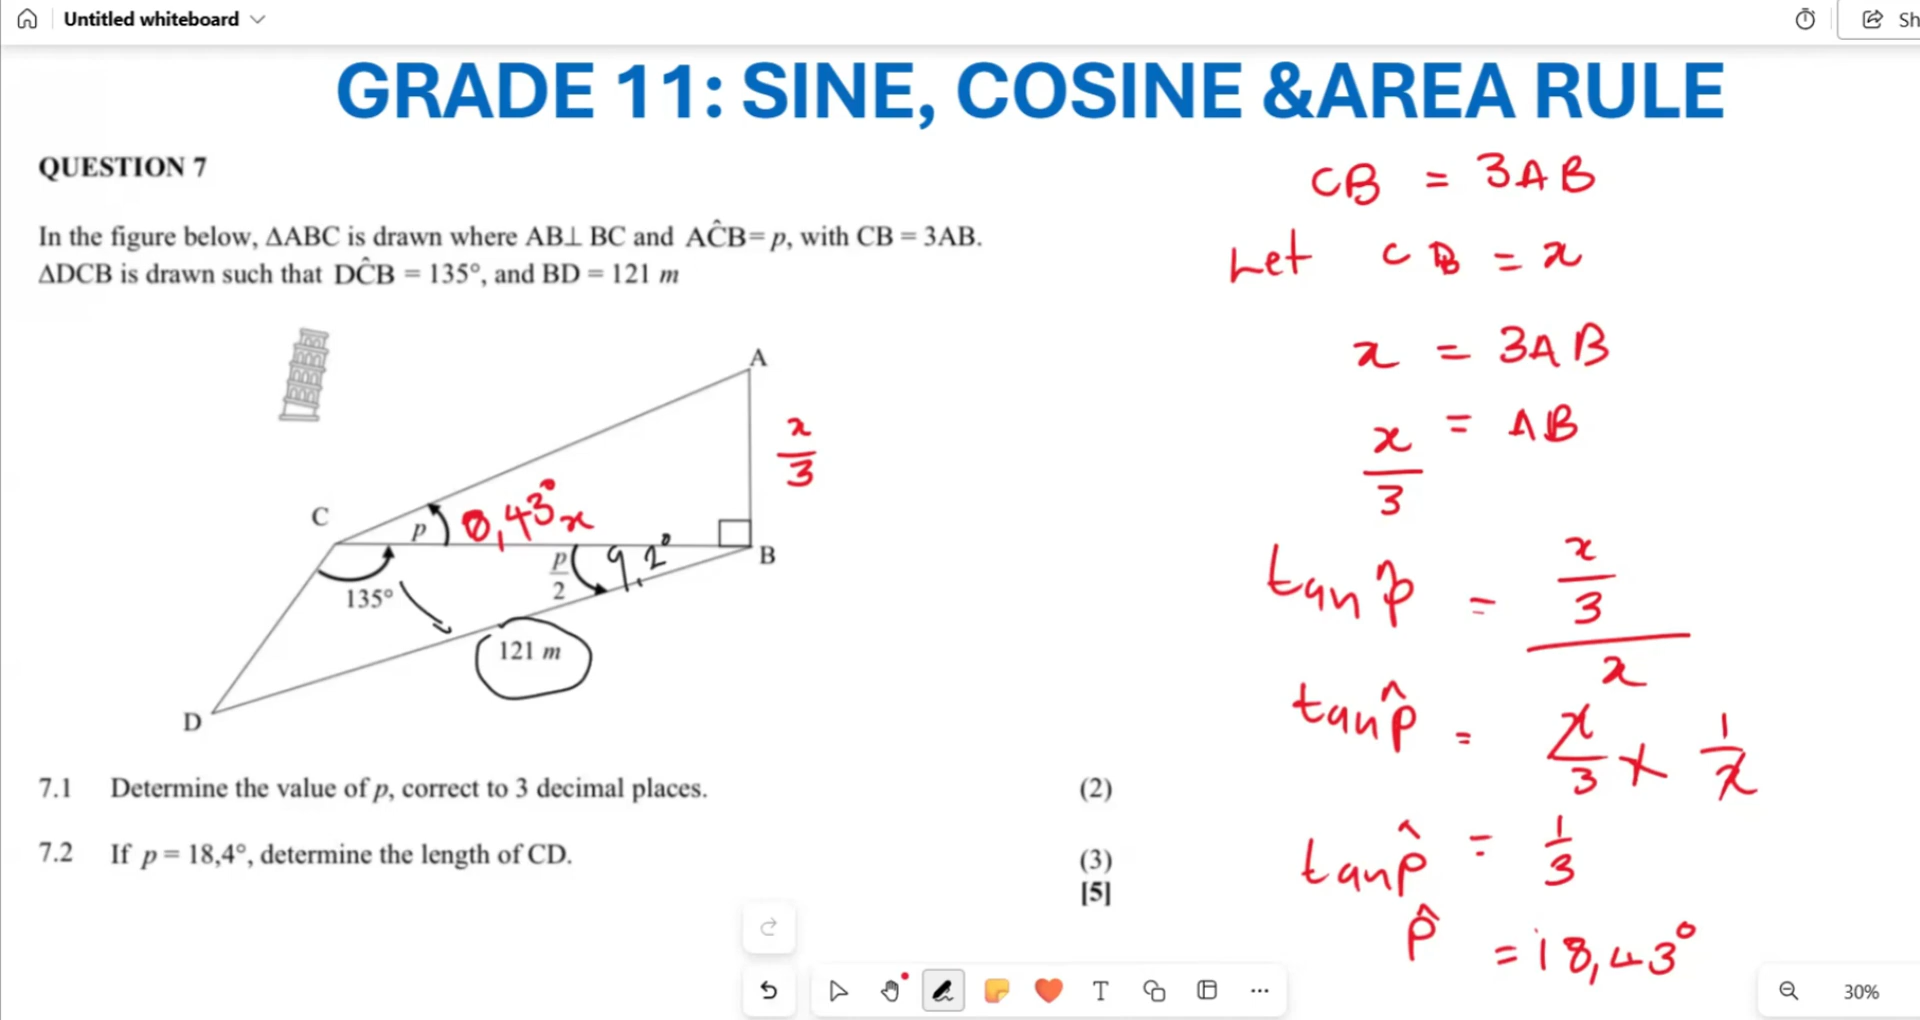 Untitled whiteboard
Sh
GRADE 11: SINE, COSINE &AREA RULE
QUESTION 7
In the figure below, ΔABC is drawn where AB⊥ BC and AĈB= p, with CB = 3AB.
ΔDCB is drawn such that DĈB = 135°, and BD = 121 m
A
x/3
C
p
8,43° x
B
p/2
9,2°
135°
121 m
D
7.1 Determine the value of p, correct to 3 decimal places. (2)
7.2 If p = 18,4°, determine the length of CD. (3)
[5]
CB = 3AB
Let CB = x
x = 3AB
x/3 = AB
tan p̂ = x/3 / x
tan p̂ = x/3 × 1/x
tan p̂ = 1/3
p̂ = 18,43°
T
30%